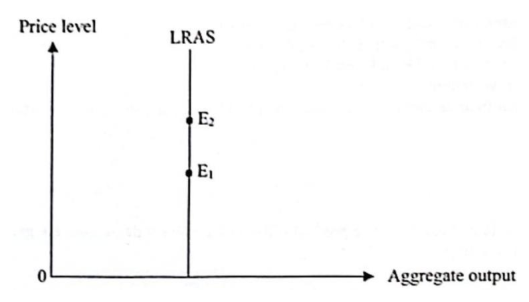 Price level
LRAS
E₂
E₁
0
Aggregate output